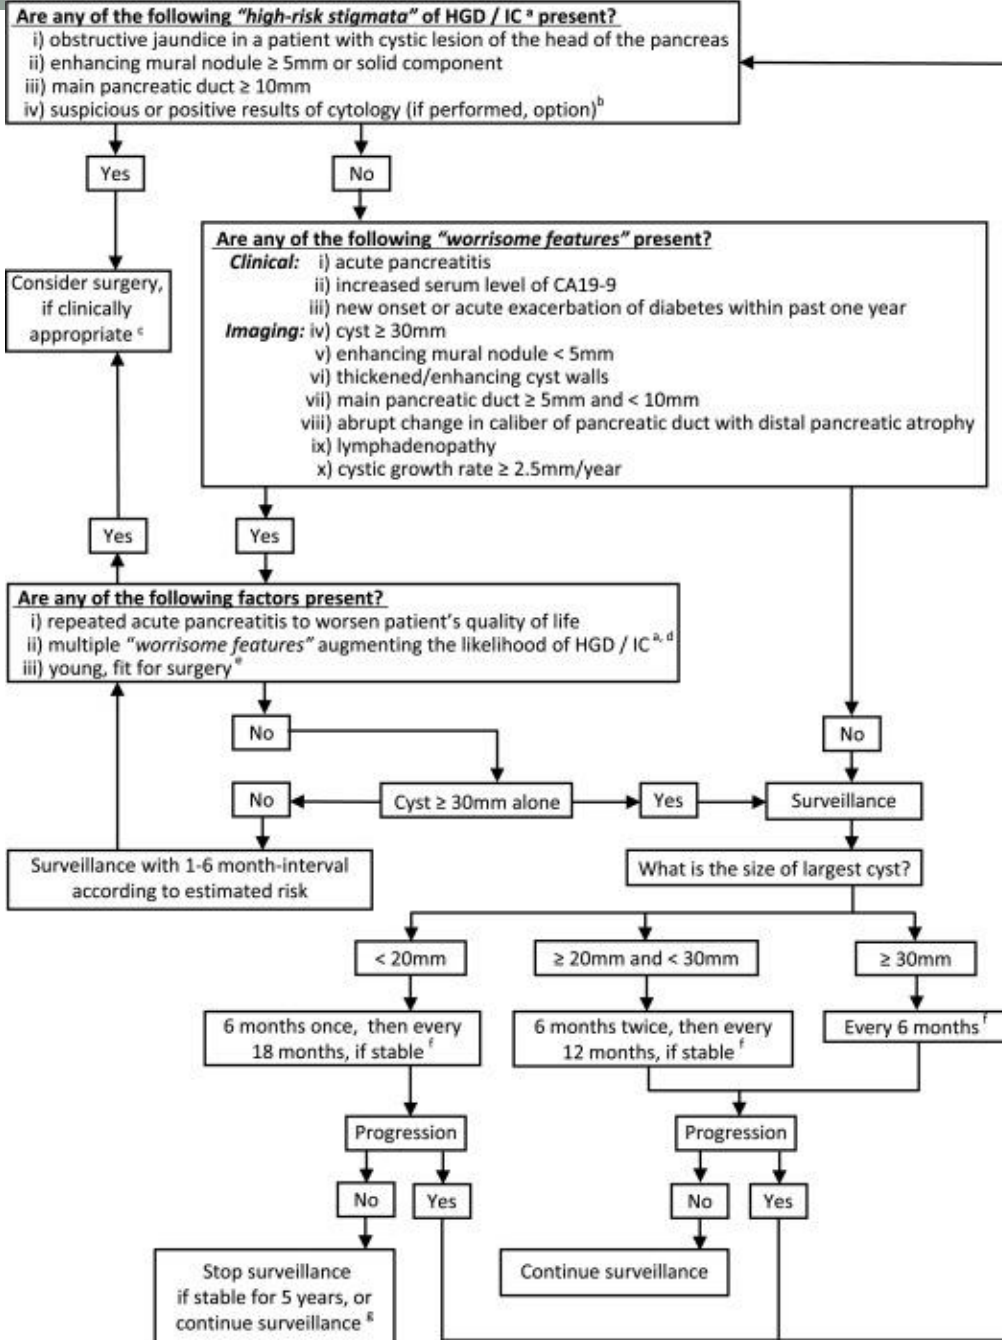 Are any of the following "high-risk stigmata" of HGD / IC a present?
i) obstructive jaundice in a patient with cystic lesion of the head of the pancreas
ii) enhancing mural nodule ≥ 5mm or solid component
iii) main pancreatic duct ≥ 10mm
iv) suspicious or positive results of cytology (if performed, option) b
Yes
No
Are any of the following "worrisome features" present?
Clinical: i) acute pancreatitis
ii) increased serum level of CA19-9
iii) new onset or acute exacerbation of diabetes within past one year
Imaging: iv) cyst ≥ 30mm
v) enhancing mural nodule < 5mm
vi) thickened/enhancing cyst walls
vii) main pancreatic duct ≥ 5mm and < 10mm
viii) abrupt change in caliber of pancreatic duct with distal pancreatic atrophy
ix) lymphadenopathy
x) cystic growth rate ≥ 2.5mm/year
Consider surgery,
if clinically
appropriate c
Yes
Yes
Are any of the following factors present?
i) repeated acute pancreatitis to worsen patient's quality of life
ii) multiple "worrisome features" augmenting the likelihood of HGD / IC a, d
iii) young, fit for surgery e
No
No
No
Cyst ≥ 30mm alone
Yes
Surveillance
Surveillance with 1-6 month-interval
according to estimated risk
What is the size of largest cyst?
< 20mm
≥ 20mm and < 30mm
≥ 30mm
6 months once, then every
18 months, if stable f
6 months twice, then every
12 months, if stable f
Every 6 months f
Progression
Progression
No
Yes
No
Yes
Stop surveillance
if stable for 5 years, or
continue surveillance g
Continue surveillance